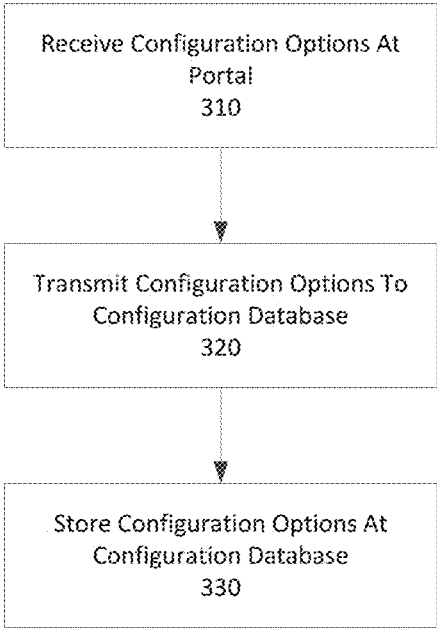 Receive Configuration Options At
Portal
310
Transmit Configuration Options To
Configuration Database
320
Store Configuration Options At
Configuration Database
330